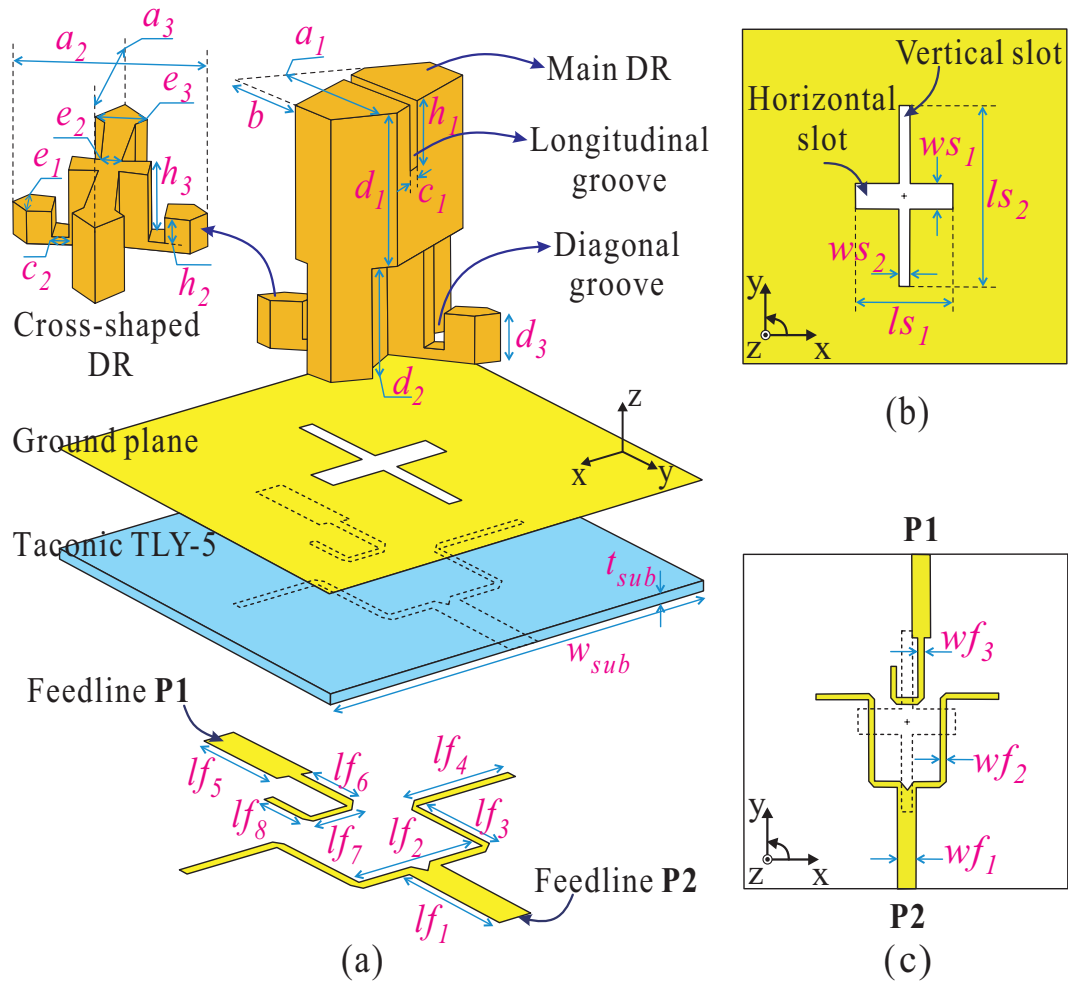 a3
a2
a1
Main DR
b
e3
h1
e2
Longitudinal
groove
e1
h3
d1
c1
Diagonal
groove
c2
h2
d3
Cross-shaped
DR
d2
Ground plane
z
x
y
Taconic TLY-5
tsub
wsub
Feedline P1
lf5
lf6
lf4
lf8
lf7
lf2
lf3
Feedline P2
lf1
(a)
Vertical slot
Horizontal
slot
ws1
ls2
ws2
y
z
x
ls1
(b)
P1
wf3
wf2
y
z
x
wf1
P2
(c)